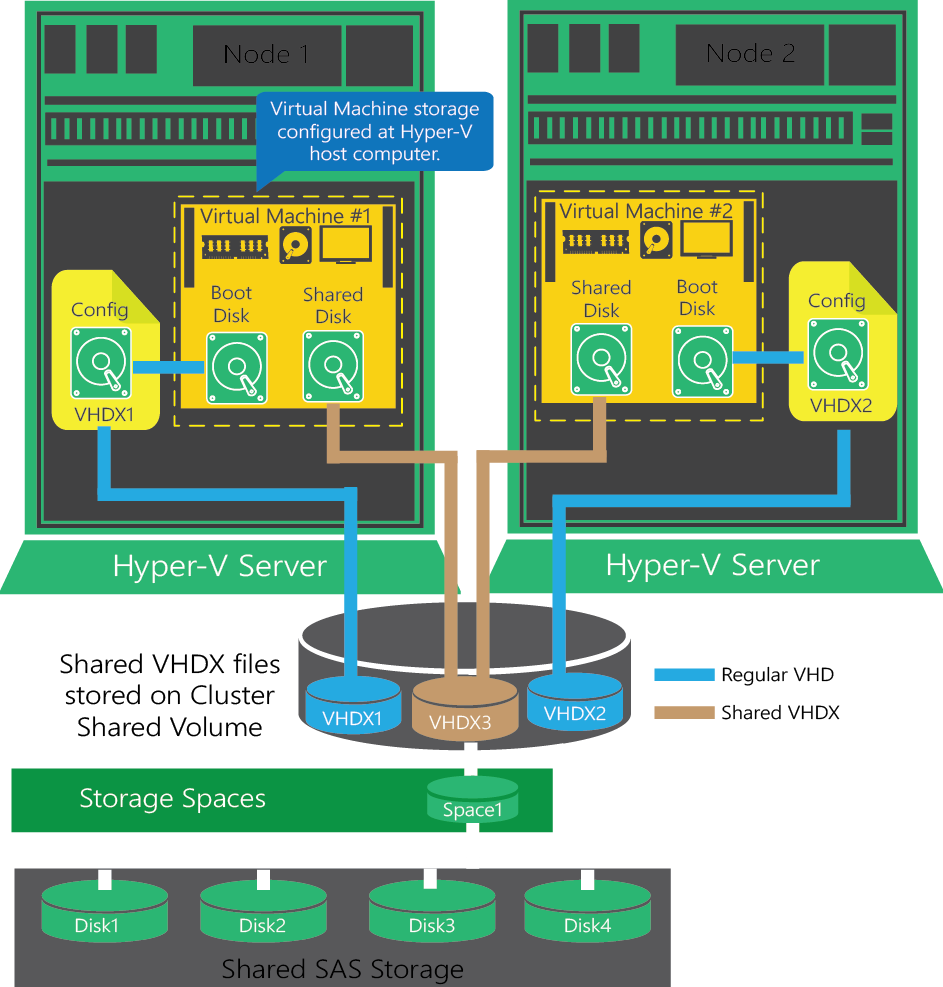 Node 1
Node 2
Virtual Machine storage
configured at Hyper-V
host computer.
Virtual Machine #1
Boot
Disk
Shared
Disk
Config
VHDX1
Virtual Machine #2
Shared
Disk
Boot
Disk
Config
VHDX2
Hyper-V Server
Hyper-V Server
Shared VHDX files
stored on Cluster
Shared Volume
VHDX1
VHDX3
VHDX2
Regular VHD
Shared VHDX
Storage Spaces
Space1
Disk1
Disk2
Disk3
Disk4
Shared SAS Storage